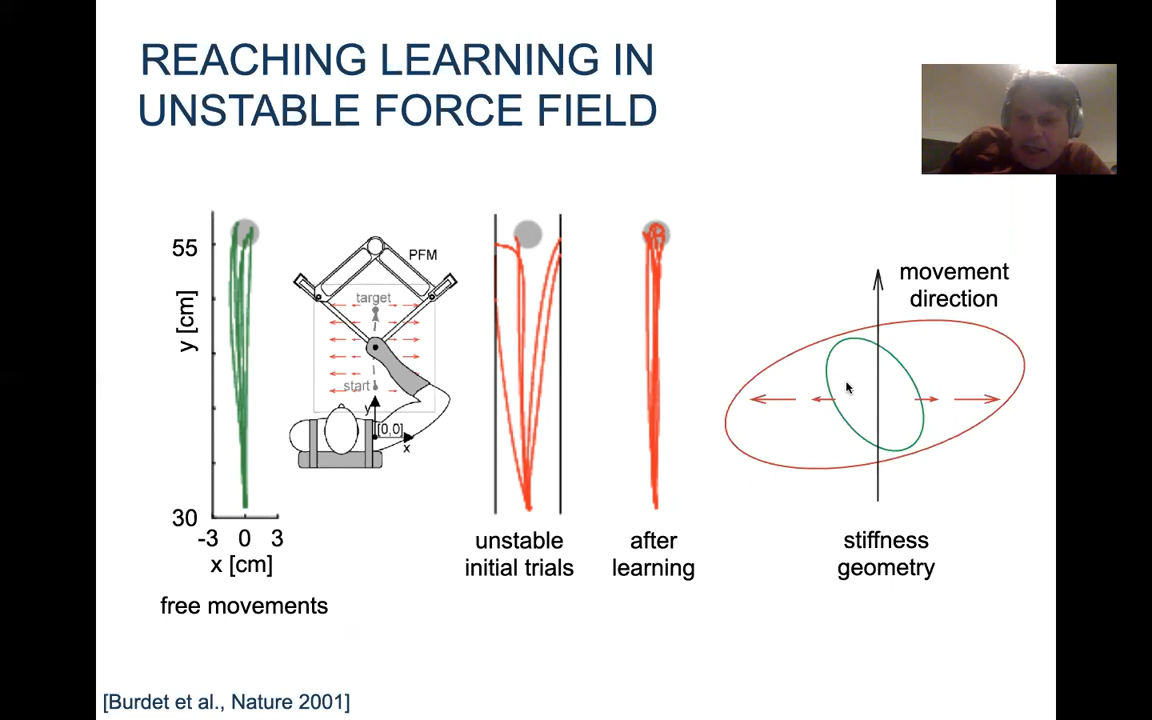 REACHING LEARNING IN
UNSTABLE FORCE FIELD
55
y [cm]
30
-3 0 3
x [cm]
free movements
PFM
target
start
y
[0,0]
x
unstable
initial trials
after
learning
movement
direction
stiffness
geometry
[Burdet et al., Nature 2001]